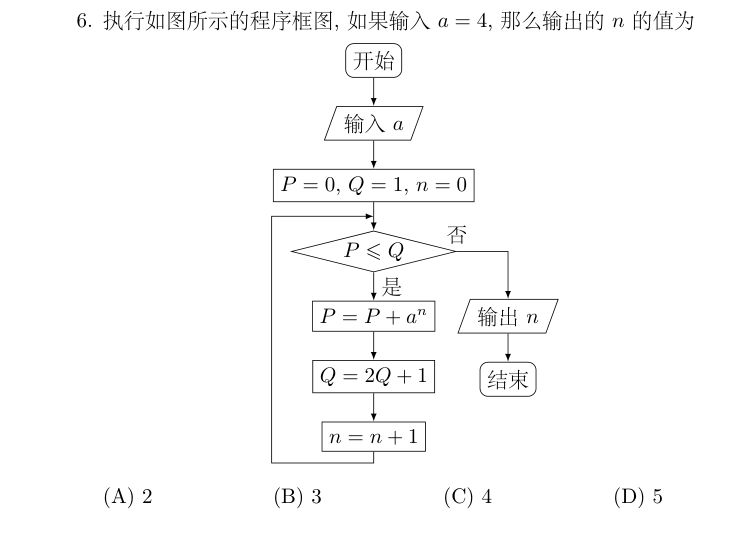 6. 执行如图所示的程序框图, 如果输入 a = 4, 那么输出的 n 的值为
开始
输入 a
P = 0, Q = 1, n = 0
P ⩽ Q
否
是
P = P + aⁿ
输出 n
Q = 2Q + 1
结束
n = n + 1
(A) 2 (B) 3 (C) 4 (D) 5